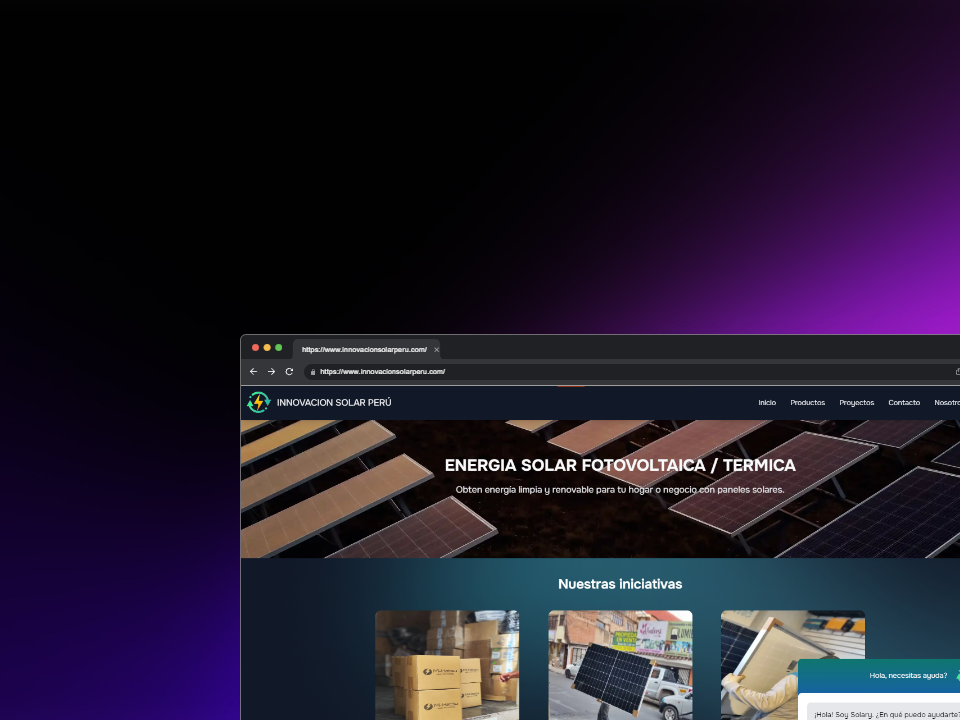 https://www.innovacionsolarperu.com/
https://www.innovacionsolarperu.com/
INNOVACION SOLAR PERÚ
Inicio Productos Proyectos Contacto Nosotro
ENERGIA SOLAR FOTOVOLTAICA / TERMICA
Obten energía limpia y renovable para tu hogar o negocio con paneles solares.
Nuestras iniciativas
Hola, necesitas ayuda?
¡Hola! Soy Solary. ¿En qué puedo ayudarte?